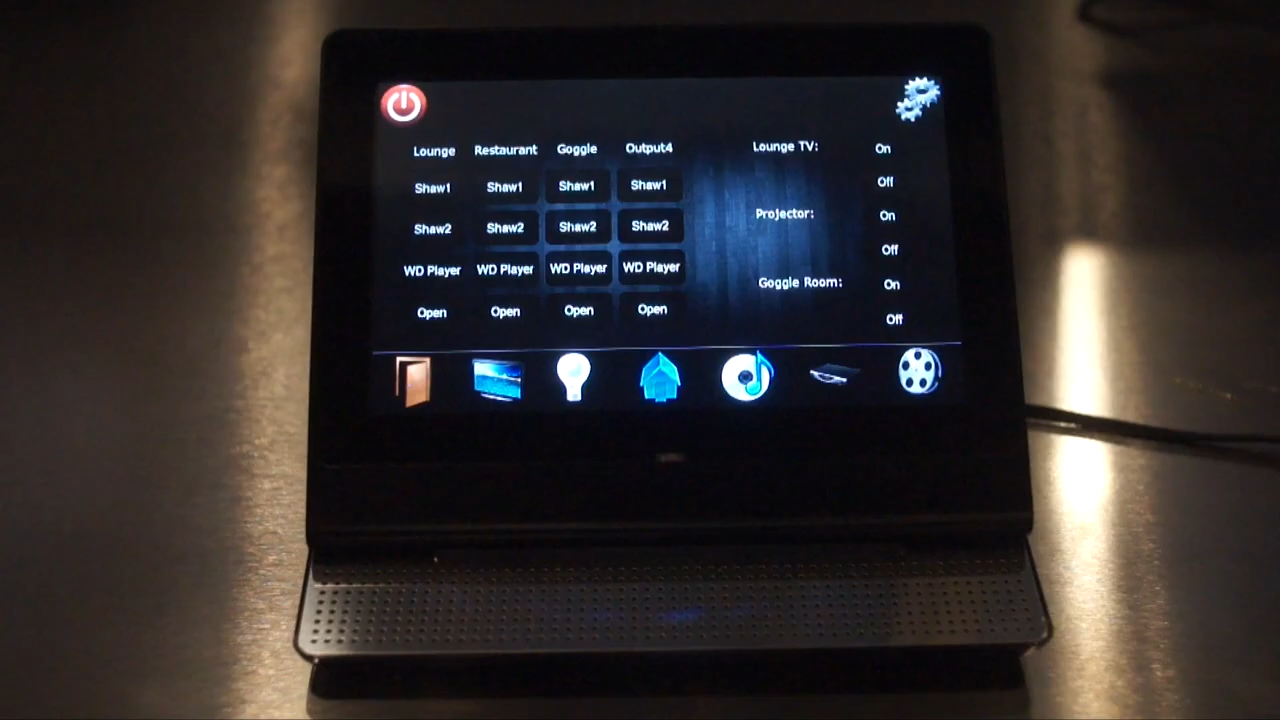 Lounge Restaurant Goggle Output4 Lounge TV: On
Shaw1 Shaw1 Shaw1 Shaw1 Off
Shaw2 Shaw2 Shaw2 Shaw2 Projector: On
Off
WD Player WD Player WD Player WD Player Goggle Room: On
Open Open Open Open Off